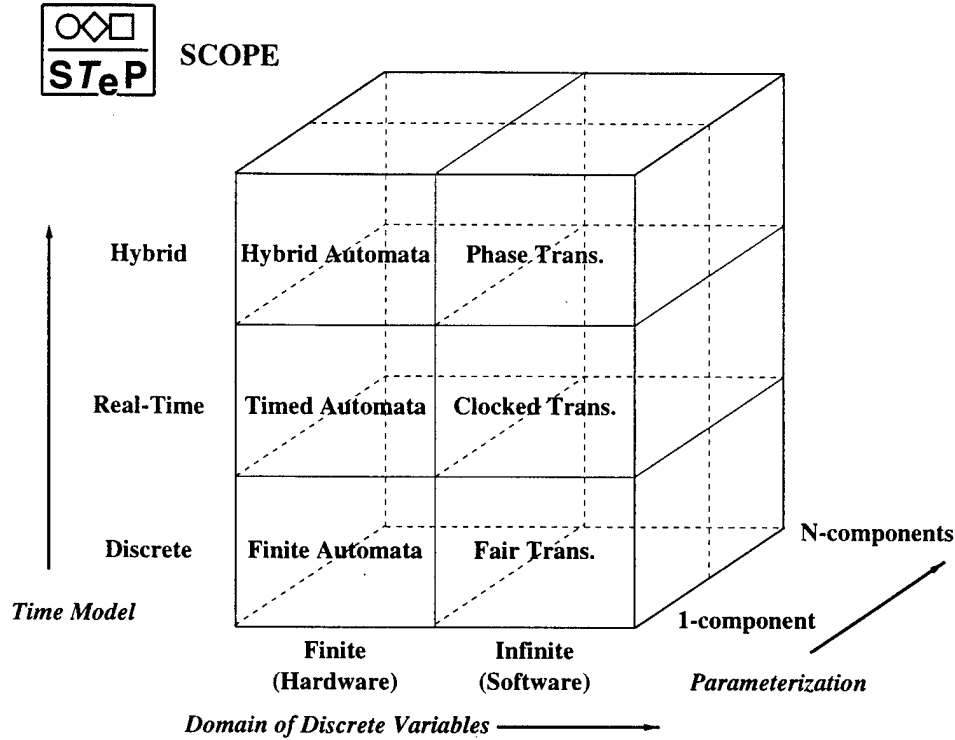 STeP
SCOPE
Hybrid
Hybrid Automata
Phase Trans.
Real-Time
Timed Automata
Clocked Trans.
Discrete
Finite Automata
Fair Trans.
N-components
Time Model
1-component
Finite
(Hardware)
Infinite
(Software)
Parameterization
Domain of Discrete Variables